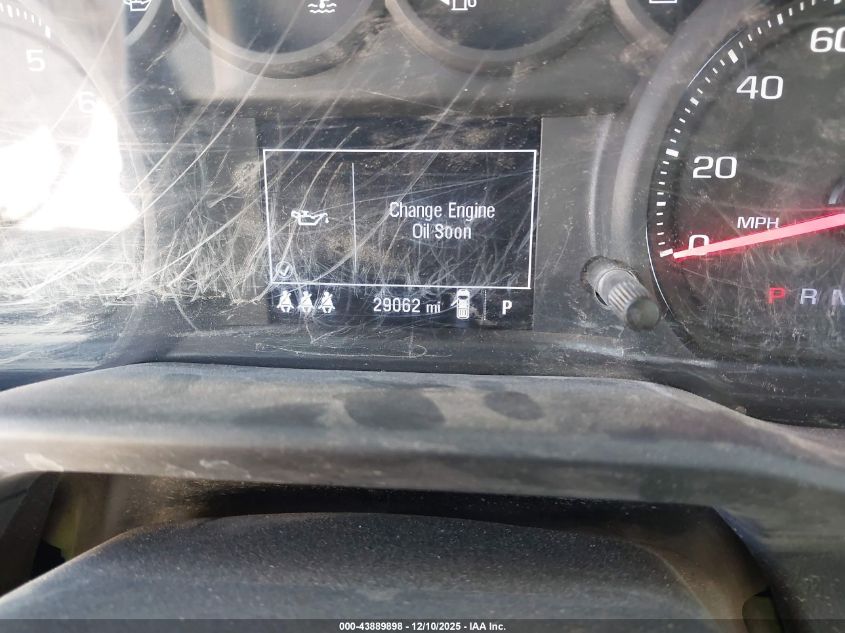 5
6
60
40
20
0
MPH
Change Engine
Oil Soon
29062 mi
P
P R N
000-43889898 - 12/10/2025 - IAA Inc.